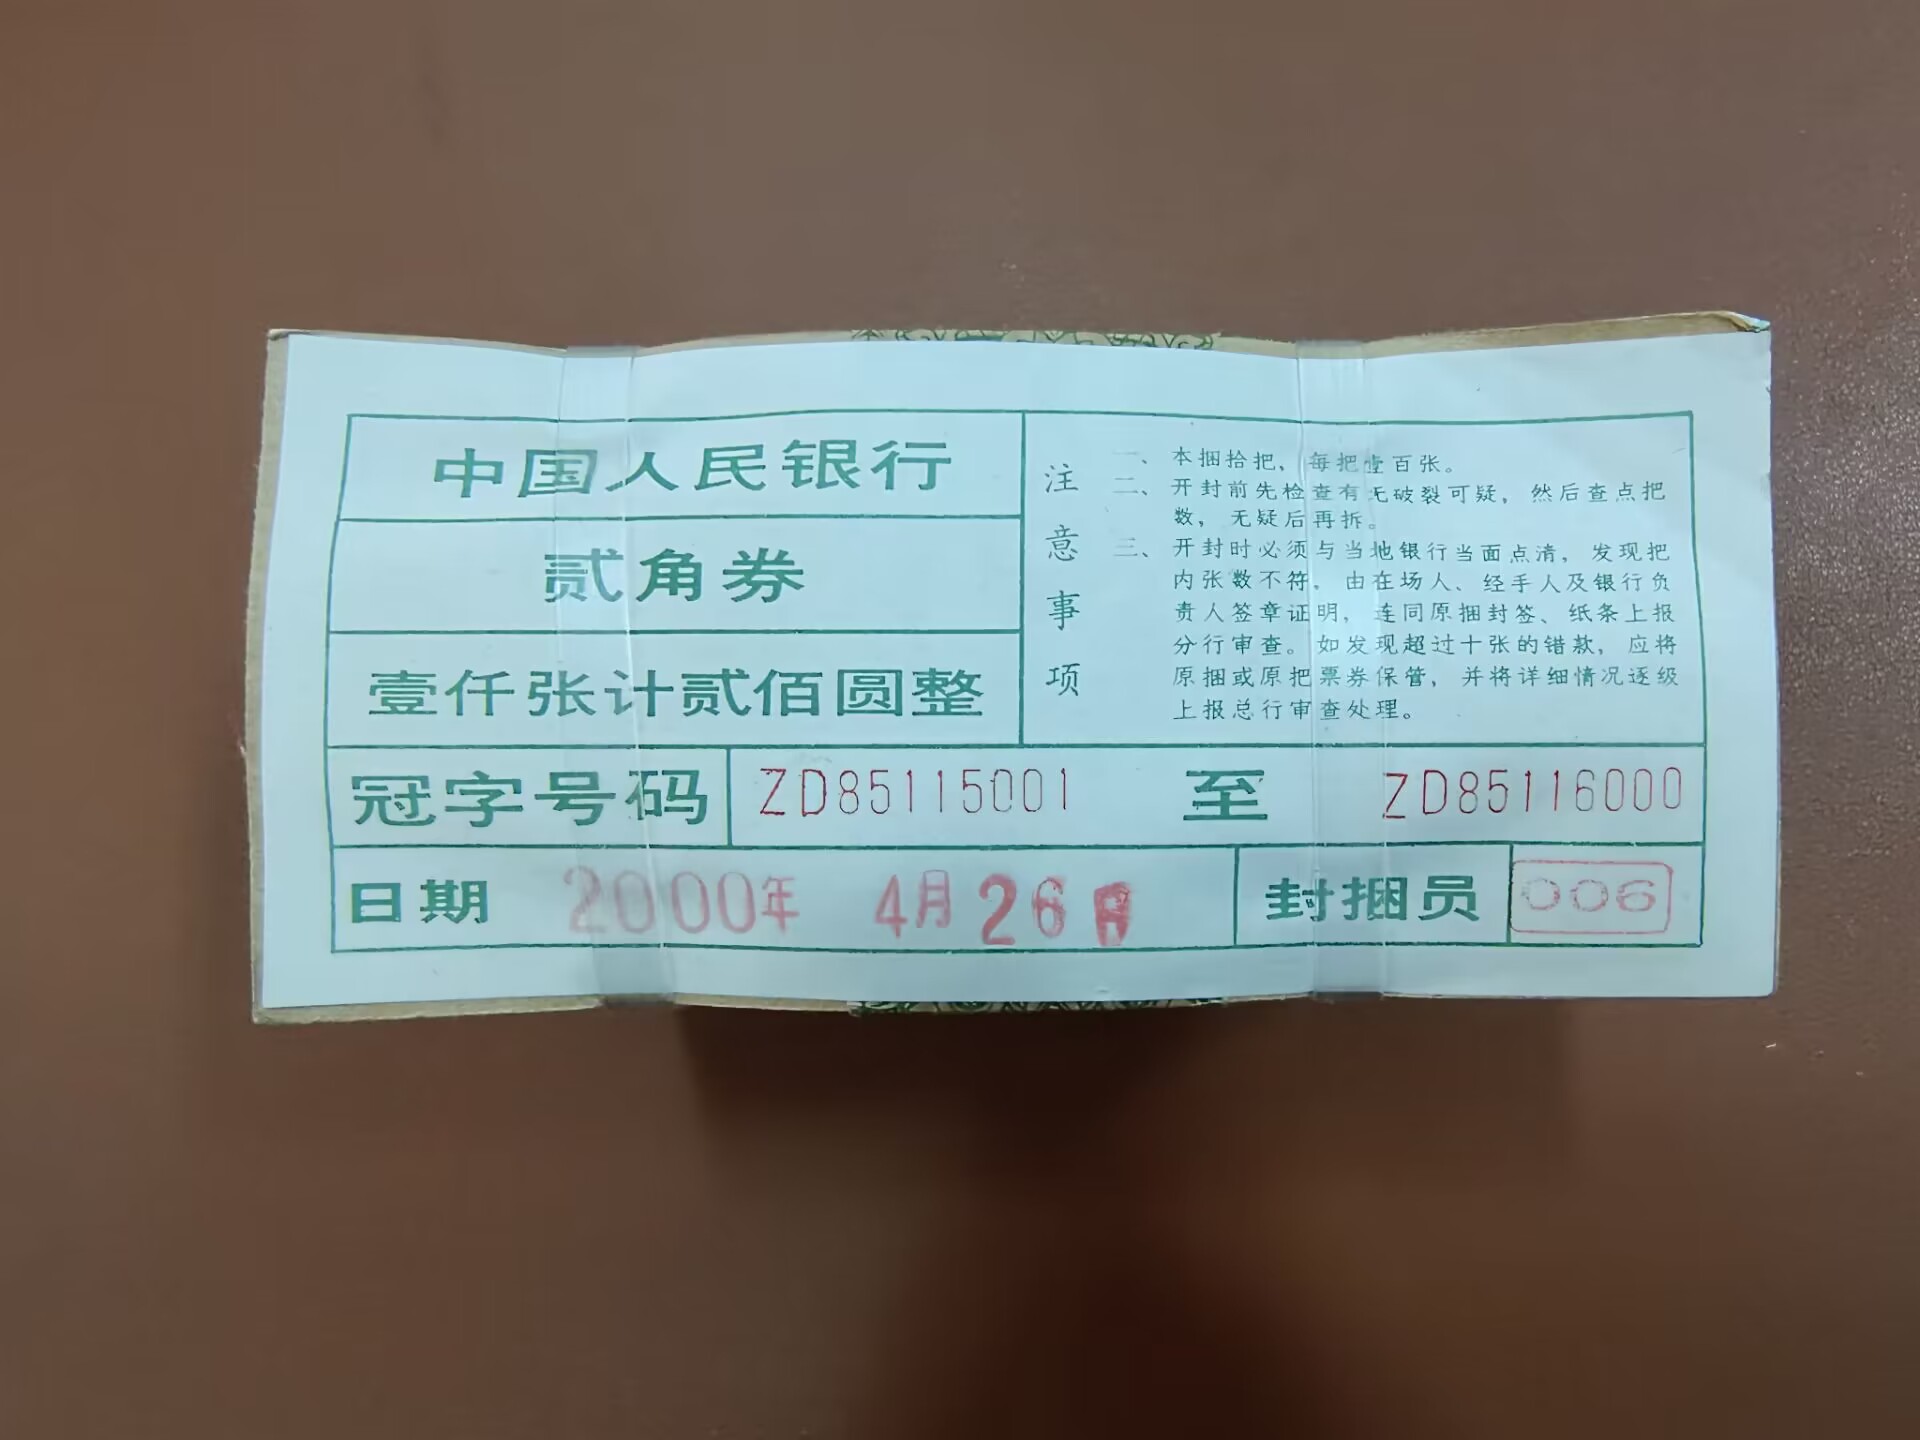 中国人民银行
贰角券
壹仟张计贰佰圆整
注意事项
一、本捆拾把，每把壹百张。
二、开封前先检查有无破裂可疑，然后查点把
数，无疑后再拆。
三、开封时必须与当地银行当面点清，发现把
内张数不符，由在场人、经手人及银行负
责人签章证明，连同原捆封签、纸条上报
分行审查。如发现超过十张的错款，应将
原捆或原把票券保管，并将详细情况逐级
上报总行审查处理。
冠字号码 ZD85115001 至 ZD85116000
日期 2000年 4月 26日 封捆员 006